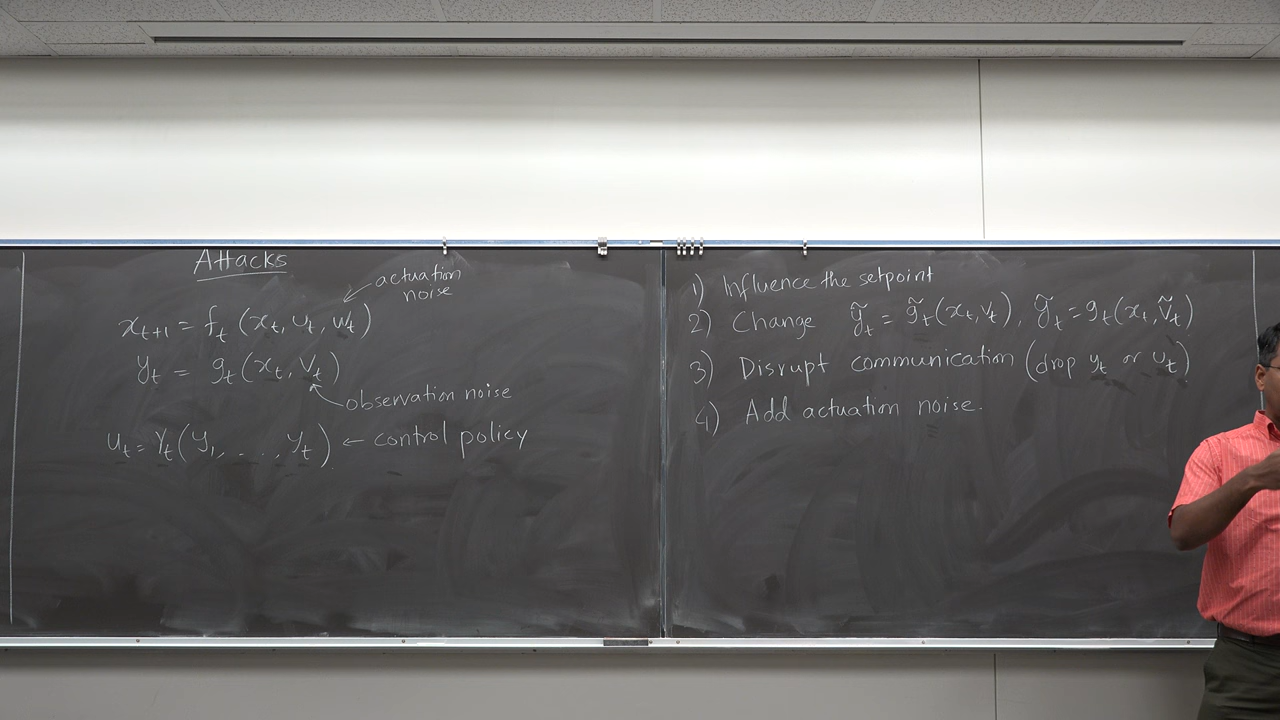 Attacks
actuation
noise
x_{t+1} = f_t (x_t, u_t, w_t)
y_t = g_t (x_t, v_t)
observation noise
u_t = γ_t (y_1, . . . , y_t) ← control policy
1) Influence the setpoint
2) Change ỹ_t = g̃_t (x_t, v_t), ỹ_t = g_t (x_t, ṽ_t)
3) Disrupt communication (drop y_t or u_t)
4) Add actuation noise.